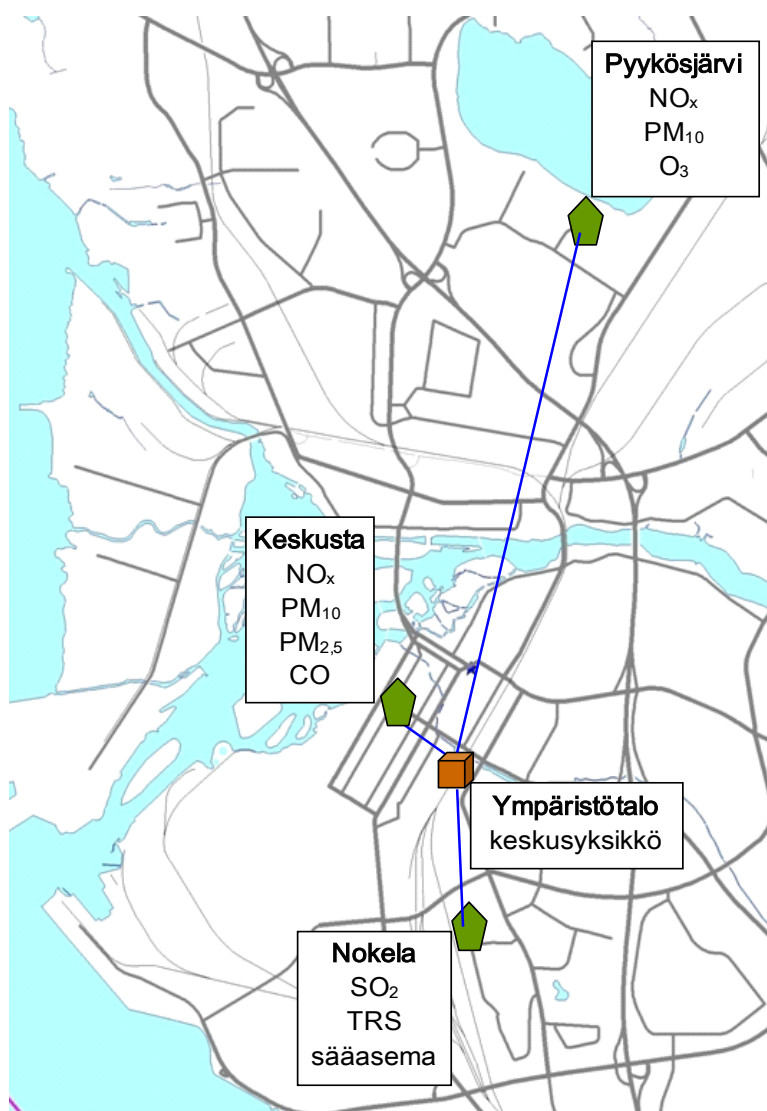 Pyykösjärvi
NOₓ
PM₁₀
O₃
Keskusta
NOₓ
PM₁₀
PM₂,₅
CO
Ympäristötalo
keskusyksikkö
Nokela
SO₂
TRS
sääasema